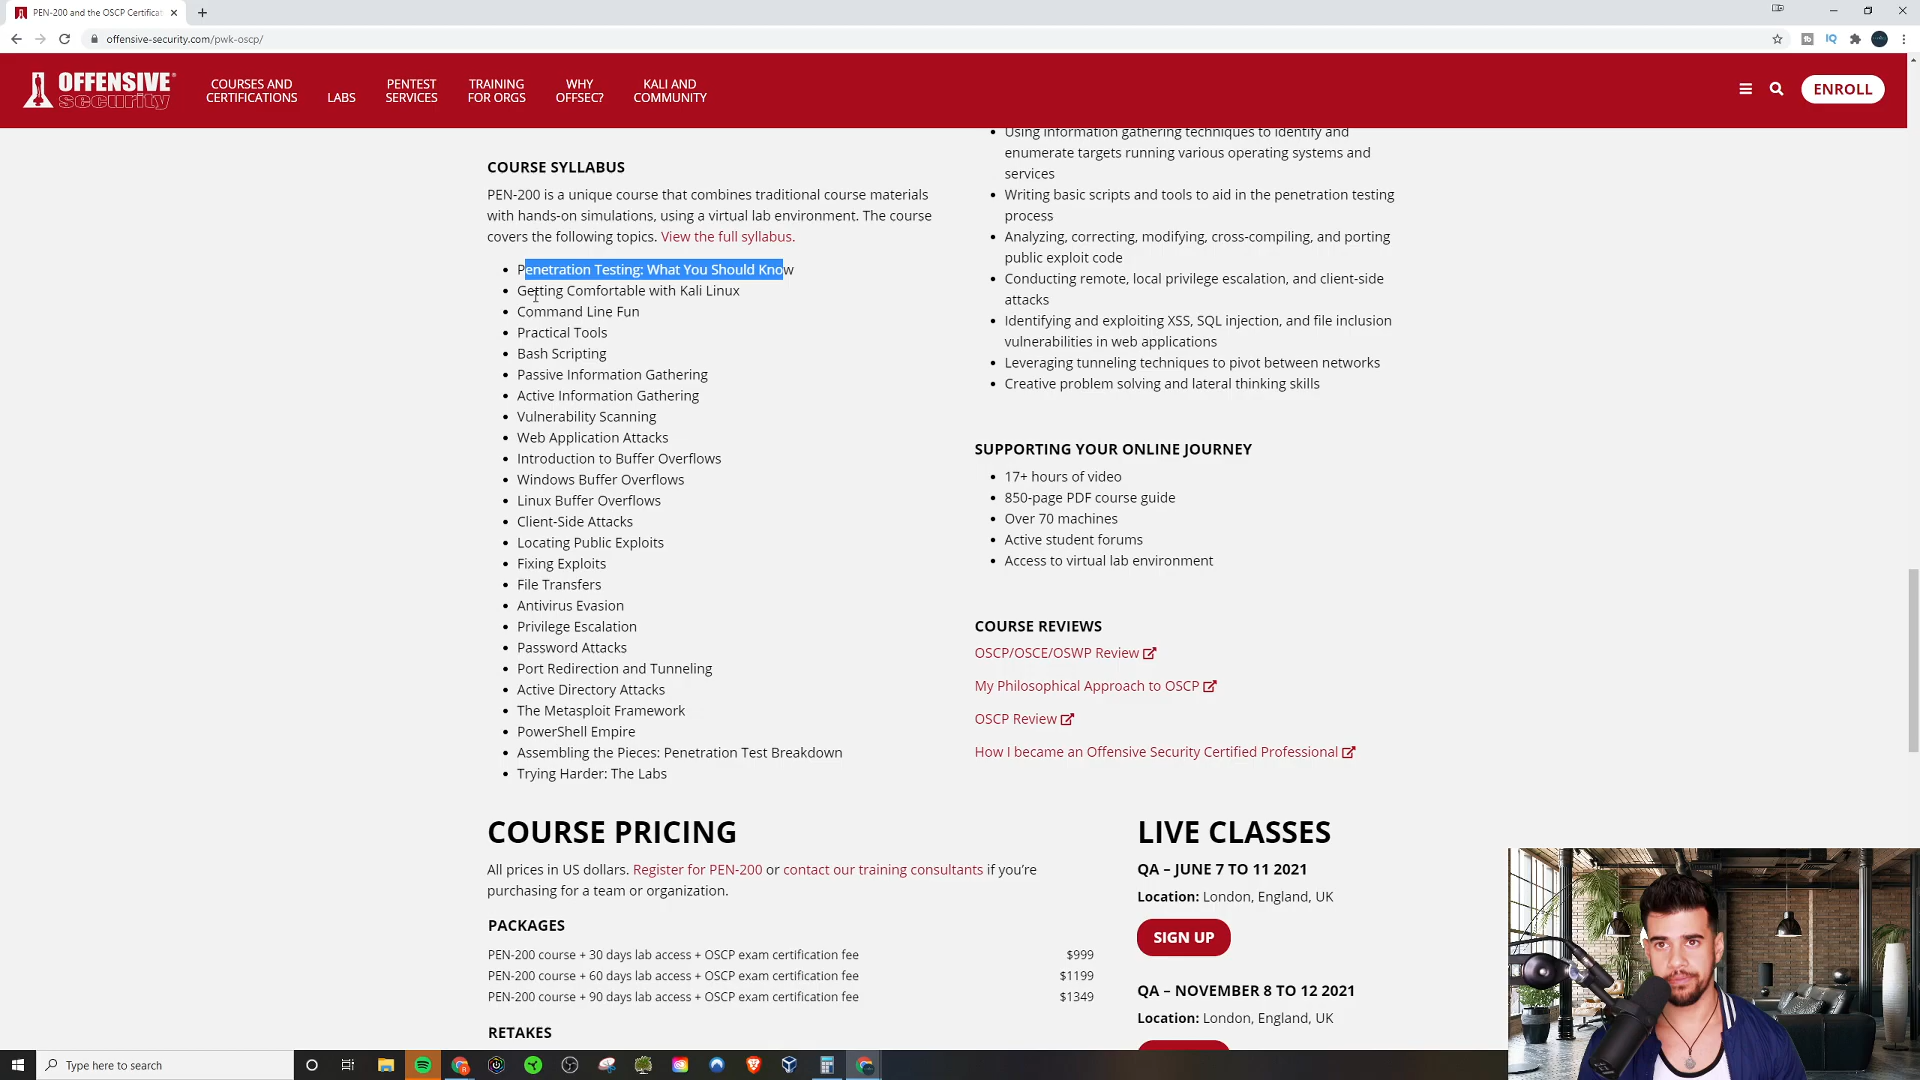 PEN-200 and the OSCP Certificat
offensive-security.com/pwk-oscp/
OFFENSIVE
security
COURSES AND
CERTIFICATIONS
LABS
PENTEST
SERVICES
TRAINING
FOR ORGS
WHY
OFFSEC?
KALI AND
COMMUNITY
ENROLL
COURSE SYLLABUS
PEN-200 is a unique course that combines traditional course materials
with hands-on simulations, using a virtual lab environment. The course
covers the following topics. View the full syllabus.
Penetration Testing: What You Should Know
Getting Comfortable with Kali Linux
Command Line Fun
Practical Tools
Bash Scripting
Passive Information Gathering
Active Information Gathering
Vulnerability Scanning
Web Application Attacks
Introduction to Buffer Overflows
Windows Buffer Overflows
Linux Buffer Overflows
Client-Side Attacks
Locating Public Exploits
Fixing Exploits
File Transfers
Antivirus Evasion
Privilege Escalation
Password Attacks
Port Redirection and Tunneling
Active Directory Attacks
The Metasploit Framework
PowerShell Empire
Assembling the Pieces: Penetration Test Breakdown
Trying Harder: The Labs
Using information gathering techniques to identify and
enumerate targets running various operating systems and
services
Writing basic scripts and tools to aid in the penetration testing
process
Analyzing, correcting, modifying, cross-compiling, and porting
public exploit code
Conducting remote, local privilege escalation, and client-side
attacks
Identifying and exploiting XSS, SQL injection, and file inclusion
vulnerabilities in web applications
Leveraging tunneling techniques to pivot between networks
Creative problem solving and lateral thinking skills
SUPPORTING YOUR ONLINE JOURNEY
17+ hours of video
850-page PDF course guide
Over 70 machines
Active student forums
Access to virtual lab environment
COURSE REVIEWS
OSCP/OSCE/OSWP Review
My Philosophical Approach to OSCP
OSCP Review
How I became an Offensive Security Certified Professional
COURSE PRICING
All prices in US dollars. Register for PEN-200 or contact our training consultants if you're
purchasing for a team or organization.
PACKAGES
PEN-200 course + 30 days lab access + OSCP exam certification fee $999
PEN-200 course + 60 days lab access + OSCP exam certification fee $1199
PEN-200 course + 90 days lab access + OSCP exam certification fee $1349
RETAKES
LIVE CLASSES
QA – JUNE 7 TO 11 2021
Location: London, England, UK
SIGN UP
QA – NOVEMBER 8 TO 12 2021
Location: London, England, UK
Type here to search